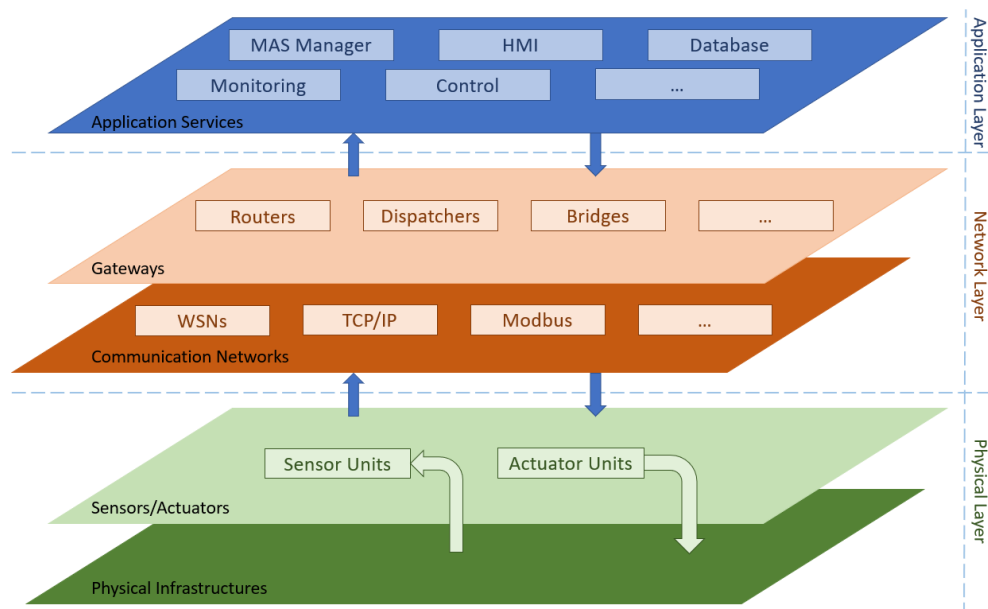 MAS Manager
HMI
Database
Monitoring
Control
...
Application Services
Application Layer
Routers
Dispatchers
Bridges
...
Gateways
Network Layer
WSNs
TCP/IP
Modbus
...
Communication Networks
Sensor Units
Actuator Units
Sensors/Actuators
Physical Layer
Physical Infrastructures